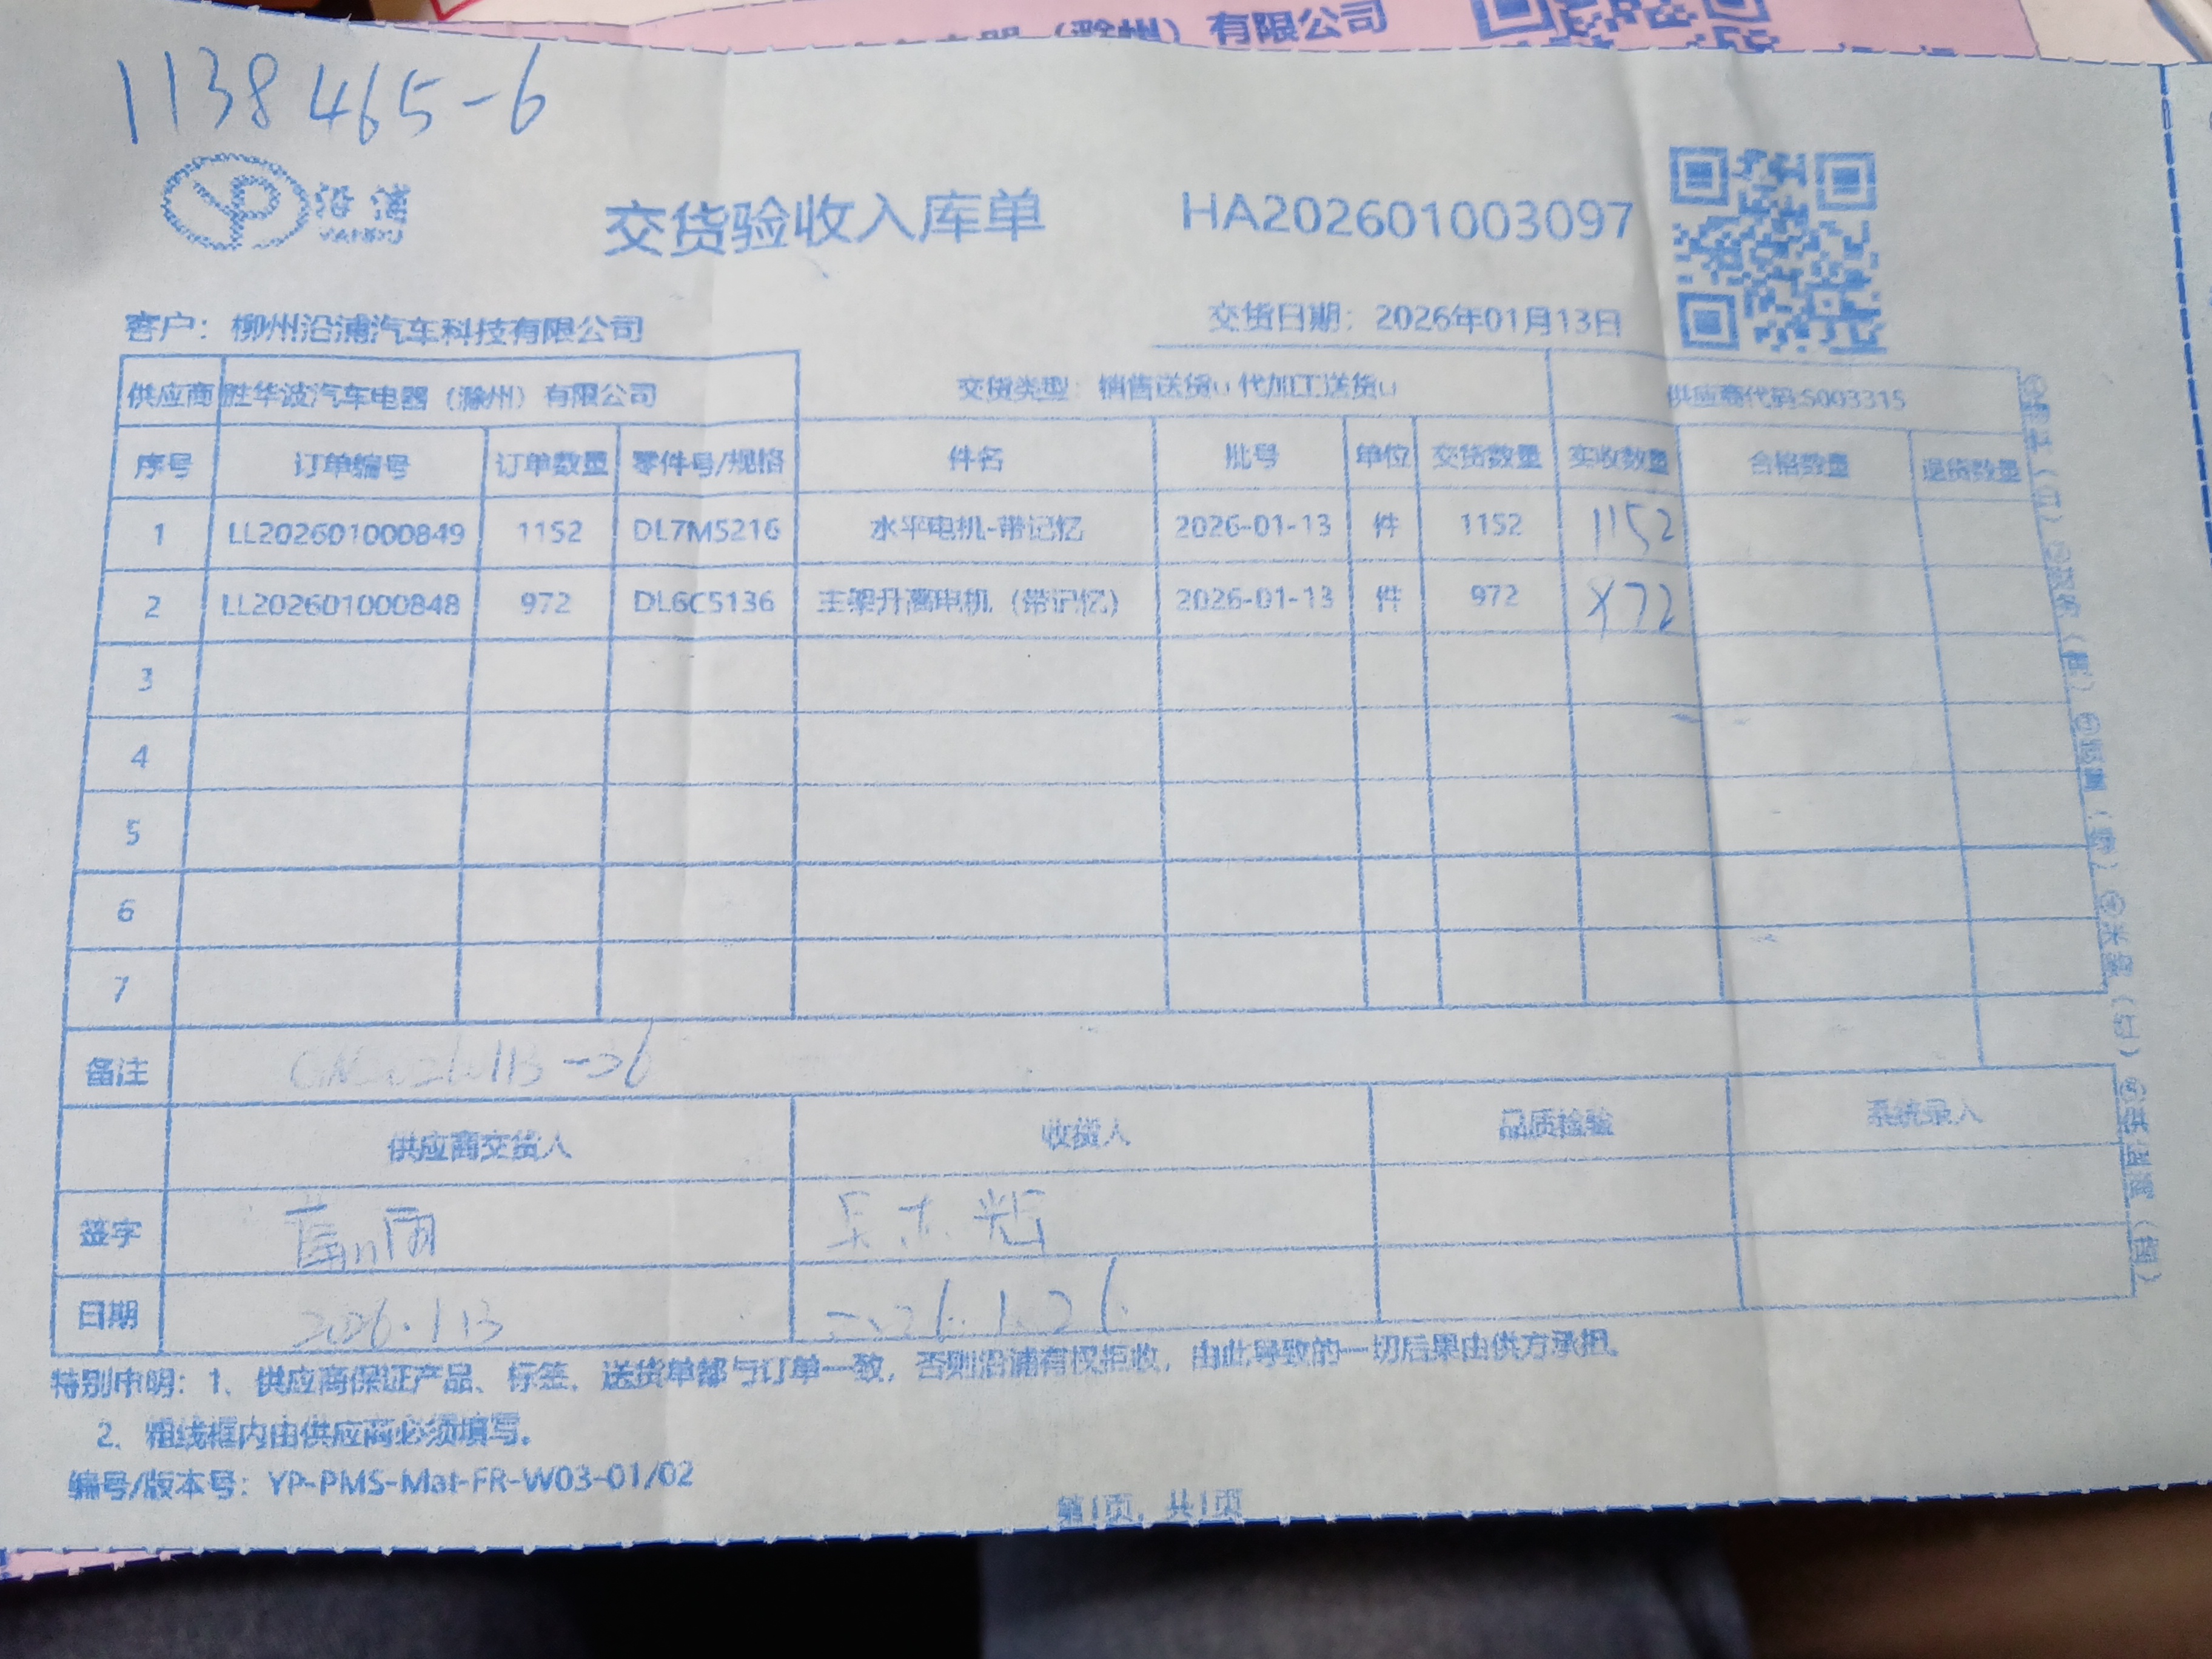 有限公司
1138465-6
沿浦
YANPU
交货验收入库单 HA202601003097
客户：柳州沿浦汽车科技有限公司 交货日期：2026年01月13日
供应商 胜华波汽车电器（滁州）有限公司 交货类型：销售送货 代加工送货 供应商代码:S003315
序号 订单编号 订单数量 零件号/规格 件名 批号 单位 交货数量 实收数量 合格数量 退货数量
1 LL202601000849 1152 DL7M5216 水平电机-带记忆 2026-01-13 件 1152 1152
2 LL202601000848 972 DL6C5136 主架升高电机（带记忆） 2026-01-13 件 972
3
4
5
6
7
备注
供应商交货人 收货人 品质检验 系统录入
签字
日期 2026.1.13 2026.1.26
特别申明：1、供应商保证产品、标签、送货单都与订单一致，否则沿浦有权拒收，由此导致的一切后果由供方承担。
2、粗线框内由供应商必须填写。
编号/版本号：YP-PMS-Mat-FR-W03-01/02
第1页，共1页